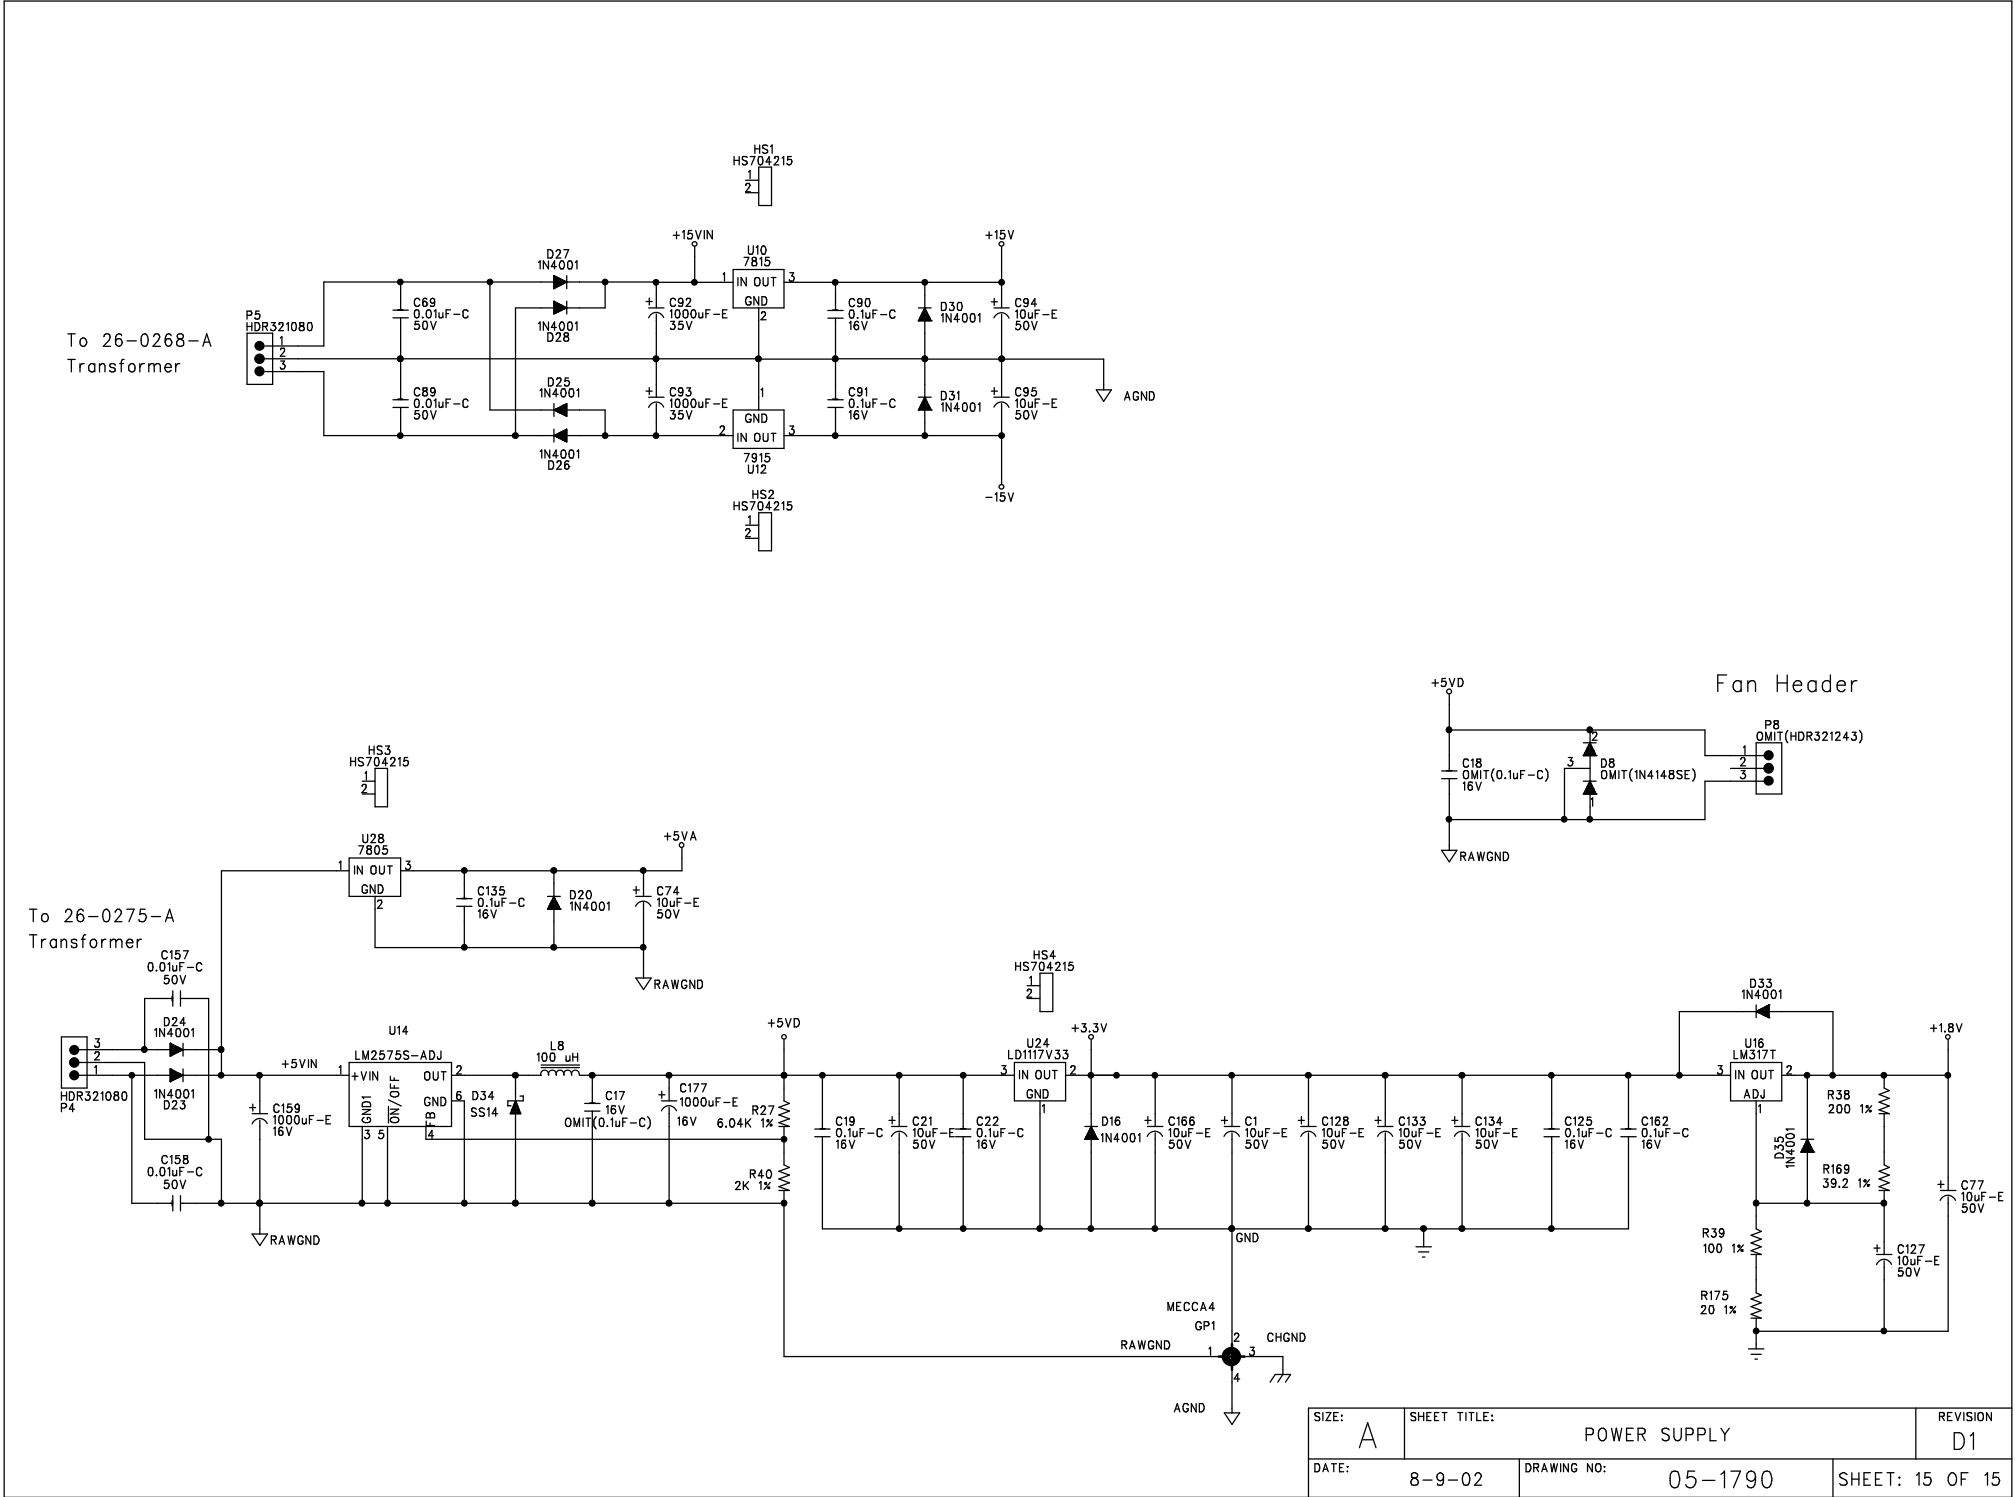 HS1
HS704215
1
2
+15VIN
+15V
D27
1N4001
U10
7815
1 IN OUT 3
GND
2
C69
0.01uF-C
50V
1N4001
D28
+ C92
1000uF-E
35V
C90
0.1uF-C
16V
D30
1N4001
+ C94
10uF-E
50V
P5
HDR321080
1
2
3
To 26-0268-A
Transformer
C89
0.01uF-C
50V
D25
1N4001
+ C93
1000uF-E
35V
1
GND
2 IN OUT 3
C91
0.1uF-C
16V
D31
1N4001
+ C95
10uF-E
50V
AGND
1N4001
D26
7915
U12
-15V
HS2
HS704215
1
2
+5VD
Fan Header
P8
OMIT(HDR321243)
1
2
3
C18
OMIT(0.1uF-C)
16V
2
3
D8
OMIT(1N4148SE)
1
RAWGND
HS3
HS704215
1
2
+5VA
U28
7805
1 IN OUT 3
GND
2
C135
0.1uF-C
16V
D20
1N4001
+ C74
10uF-E
50V
RAWGND
To 26-0275-A
Transformer
C157
0.01uF-C
50V
D24
1N4001
3
2
1
HDR321080
P4
1N4001
D23
C158
0.01uF-C
50V
+5VIN
+ C159
1000uF-E
16V
RAWGND
U14
LM2575S-ADJ
1 +VIN OUT 2
GND 6
GND1
ON/OFF
FB
3 5 4
D34
SS14
L8
100 uH
C17
16V
OMIT(0.1uF-C)
+ C177
1000uF-E
16V
+5VD
R27
6.04K 1%
R40
2K 1%
C19
0.1uF-C
16V
+ C21
10uF-E
50V
C22
0.1uF-C
16V
HS4
HS704215
1
2
U24
LD1117V33
3 IN OUT 2
GND
1
+3.3V
D16
1N4001
+ C166
10uF-E
50V
+ C1
10uF-E
50V
+ C128
10uF-E
50V
+ C133
10uF-E
50V
+ C134
10uF-E
50V
C125
0.1uF-C
16V
C162
0.1uF-C
16V
GND
D33
1N4001
U16
LM317T
3 IN OUT 2
ADJ
1
+1.8V
R38
200 1%
D35
1N4001
R169
39.2 1%
+ C77
10uF-E
50V
R39
100 1%
+ C127
10uF-E
50V
R175
20 1%
MECCA4
GP1
RAWGND
1
2
3
4
CHGND
AGND
SIZE:
A
SHEET TITLE:
POWER SUPPLY
REVISION
D1
DATE:
8-9-02
DRAWING NO:
05-1790
SHEET: 15 OF 15